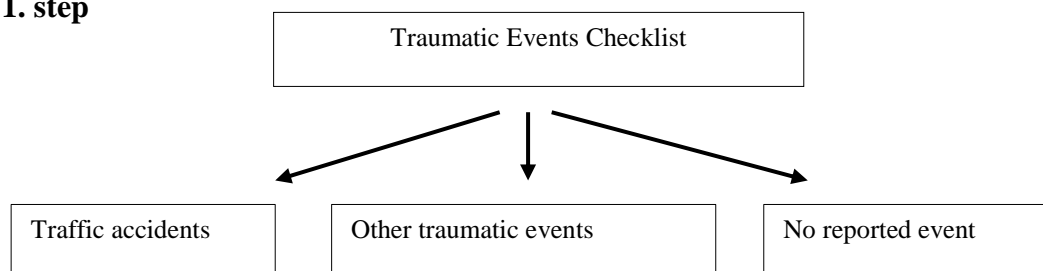 1. step
Traumatic Events Checklist
Traffic accidents
Other traumatic events
No reported event